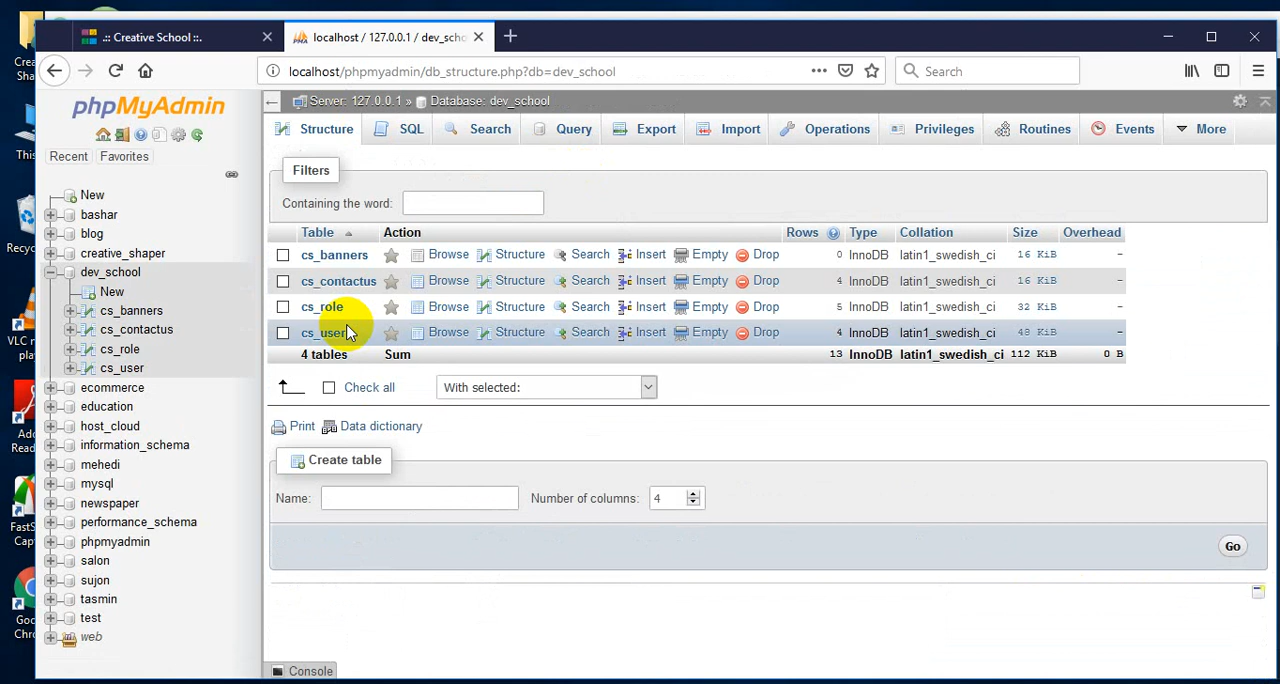 .:: Creative School ::.
localhost / 127.0.0.1 / dev_scho
localhost/phpmyadmin/db_structure.php?db=dev_school
Search
phpMyAdmin
Recent Favorites
New
bashar
blog
creative_shaper
dev_school
New
cs_banners
cs_contactus
cs_role
cs_user
ecommerce
education
host_cloud
information_schema
mehedi
mysql
newspaper
performance_schema
phpmyadmin
salon
sujon
tasmin
test
web
Server: 127.0.0.1 » Database: dev_school
Structure SQL Search Query Export Import Operations Privileges Routines Events More
Filters
Containing the word:
Table Action Rows Type Collation Size Overhead
cs_banners Browse Structure Search Insert Empty Drop 0 InnoDB latin1_swedish_ci 16 KiB -
cs_contactus Browse Structure Search Insert Empty Drop 4 InnoDB latin1_swedish_ci 16 KiB -
cs_role Browse Structure Search Insert Empty Drop 5 InnoDB latin1_swedish_ci 32 KiB -
cs_user Browse Structure Search Insert Empty Drop 4 InnoDB latin1_swedish_ci 48 KiB -
4 tables Sum 13 InnoDB latin1_swedish_ci 112 KiB 0 B
Check all With selected:
Print Data dictionary
Create table
Name: Number of columns: 4
Go
Console